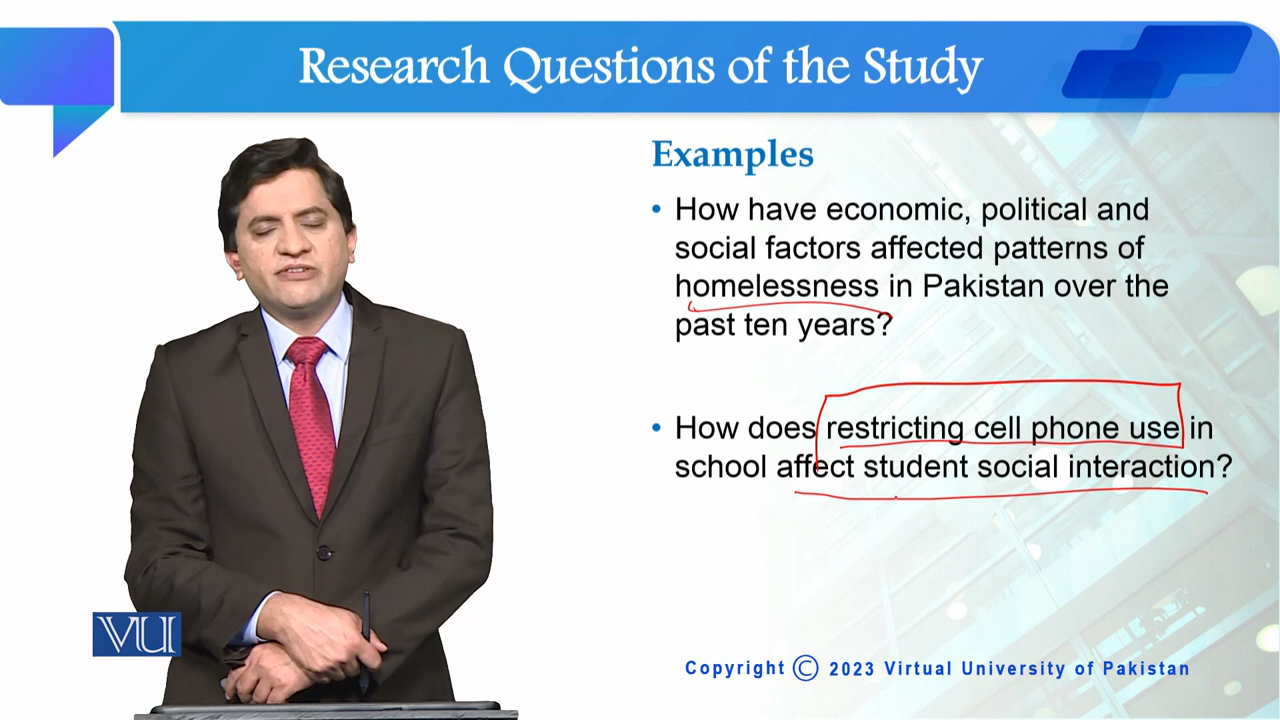 Research Questions of the Study
Examples
• How have economic, political and
social factors affected patterns of
homelessness in Pakistan over the
past ten years?
• How does restricting cell phone use in
school affect student social interaction?
VU
Copyright © 2023 Virtual University of Pakistan